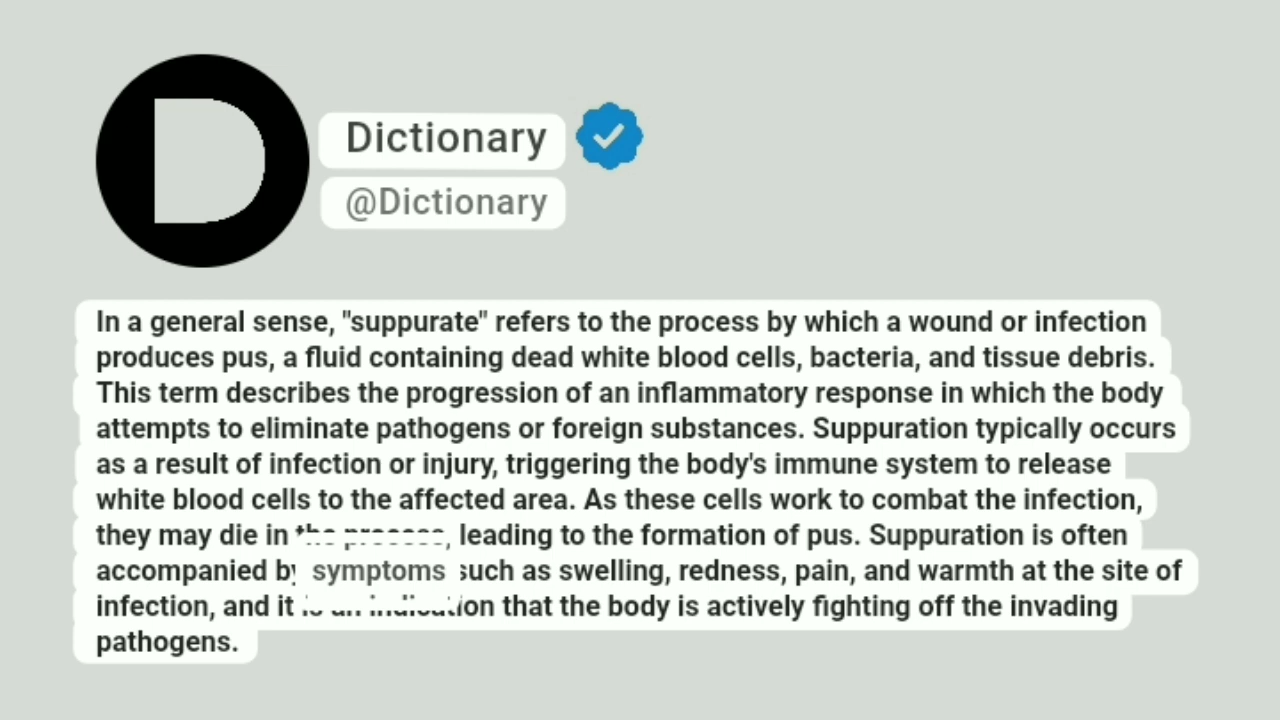 Dictionary
@Dictionary
In a general sense, "suppurate" refers to the process by which a wound or infection
produces pus, a fluid containing dead white blood cells, bacteria, and tissue debris.
This term describes the progression of an inflammatory response in which the body
attempts to eliminate pathogens or foreign substances. Suppuration typically occurs
as a result of infection or injury, triggering the body's immune system to release
white blood cells to the affected area. As these cells work to combat the infection,
they may die in the process, leading to the formation of pus. Suppuration is often
accompanied by symptoms such as swelling, redness, pain, and warmth at the site of
infection, and it is an indication that the body is actively fighting off the invading
pathogens.